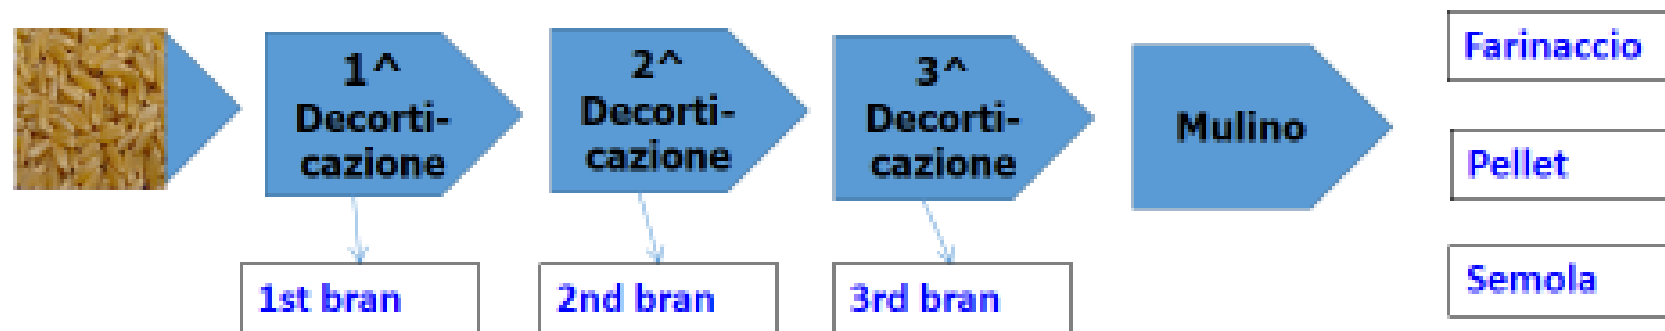 1^
Decorti-
cazione
2^
Decorti-
cazione
3^
Decorti-
cazione
Mulino
Farinaccio
Pellet
Semola
1st bran
2nd bran
3rd bran